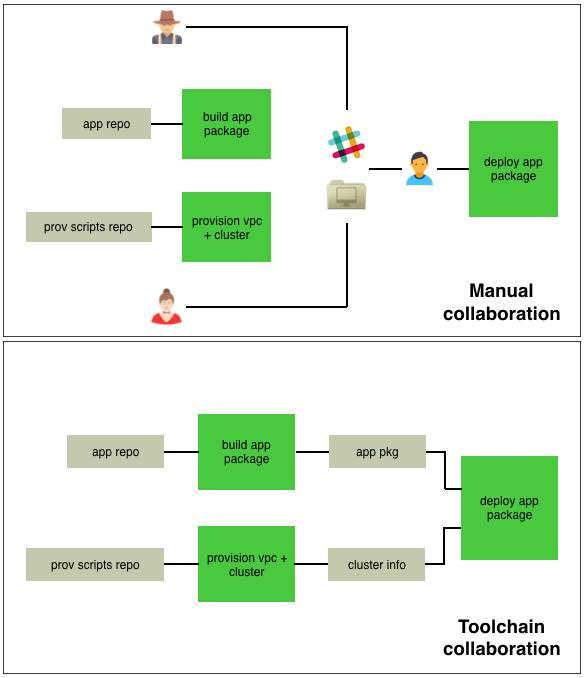 app repo
build app
package
deploy app
package
prov scripts repo
provision vpc
+ cluster
Manual
collaboration
app repo
build app
package
app pkg
deploy app
package
prov scripts repo
provision vpc +
cluster
cluster info
Toolchain
collaboration